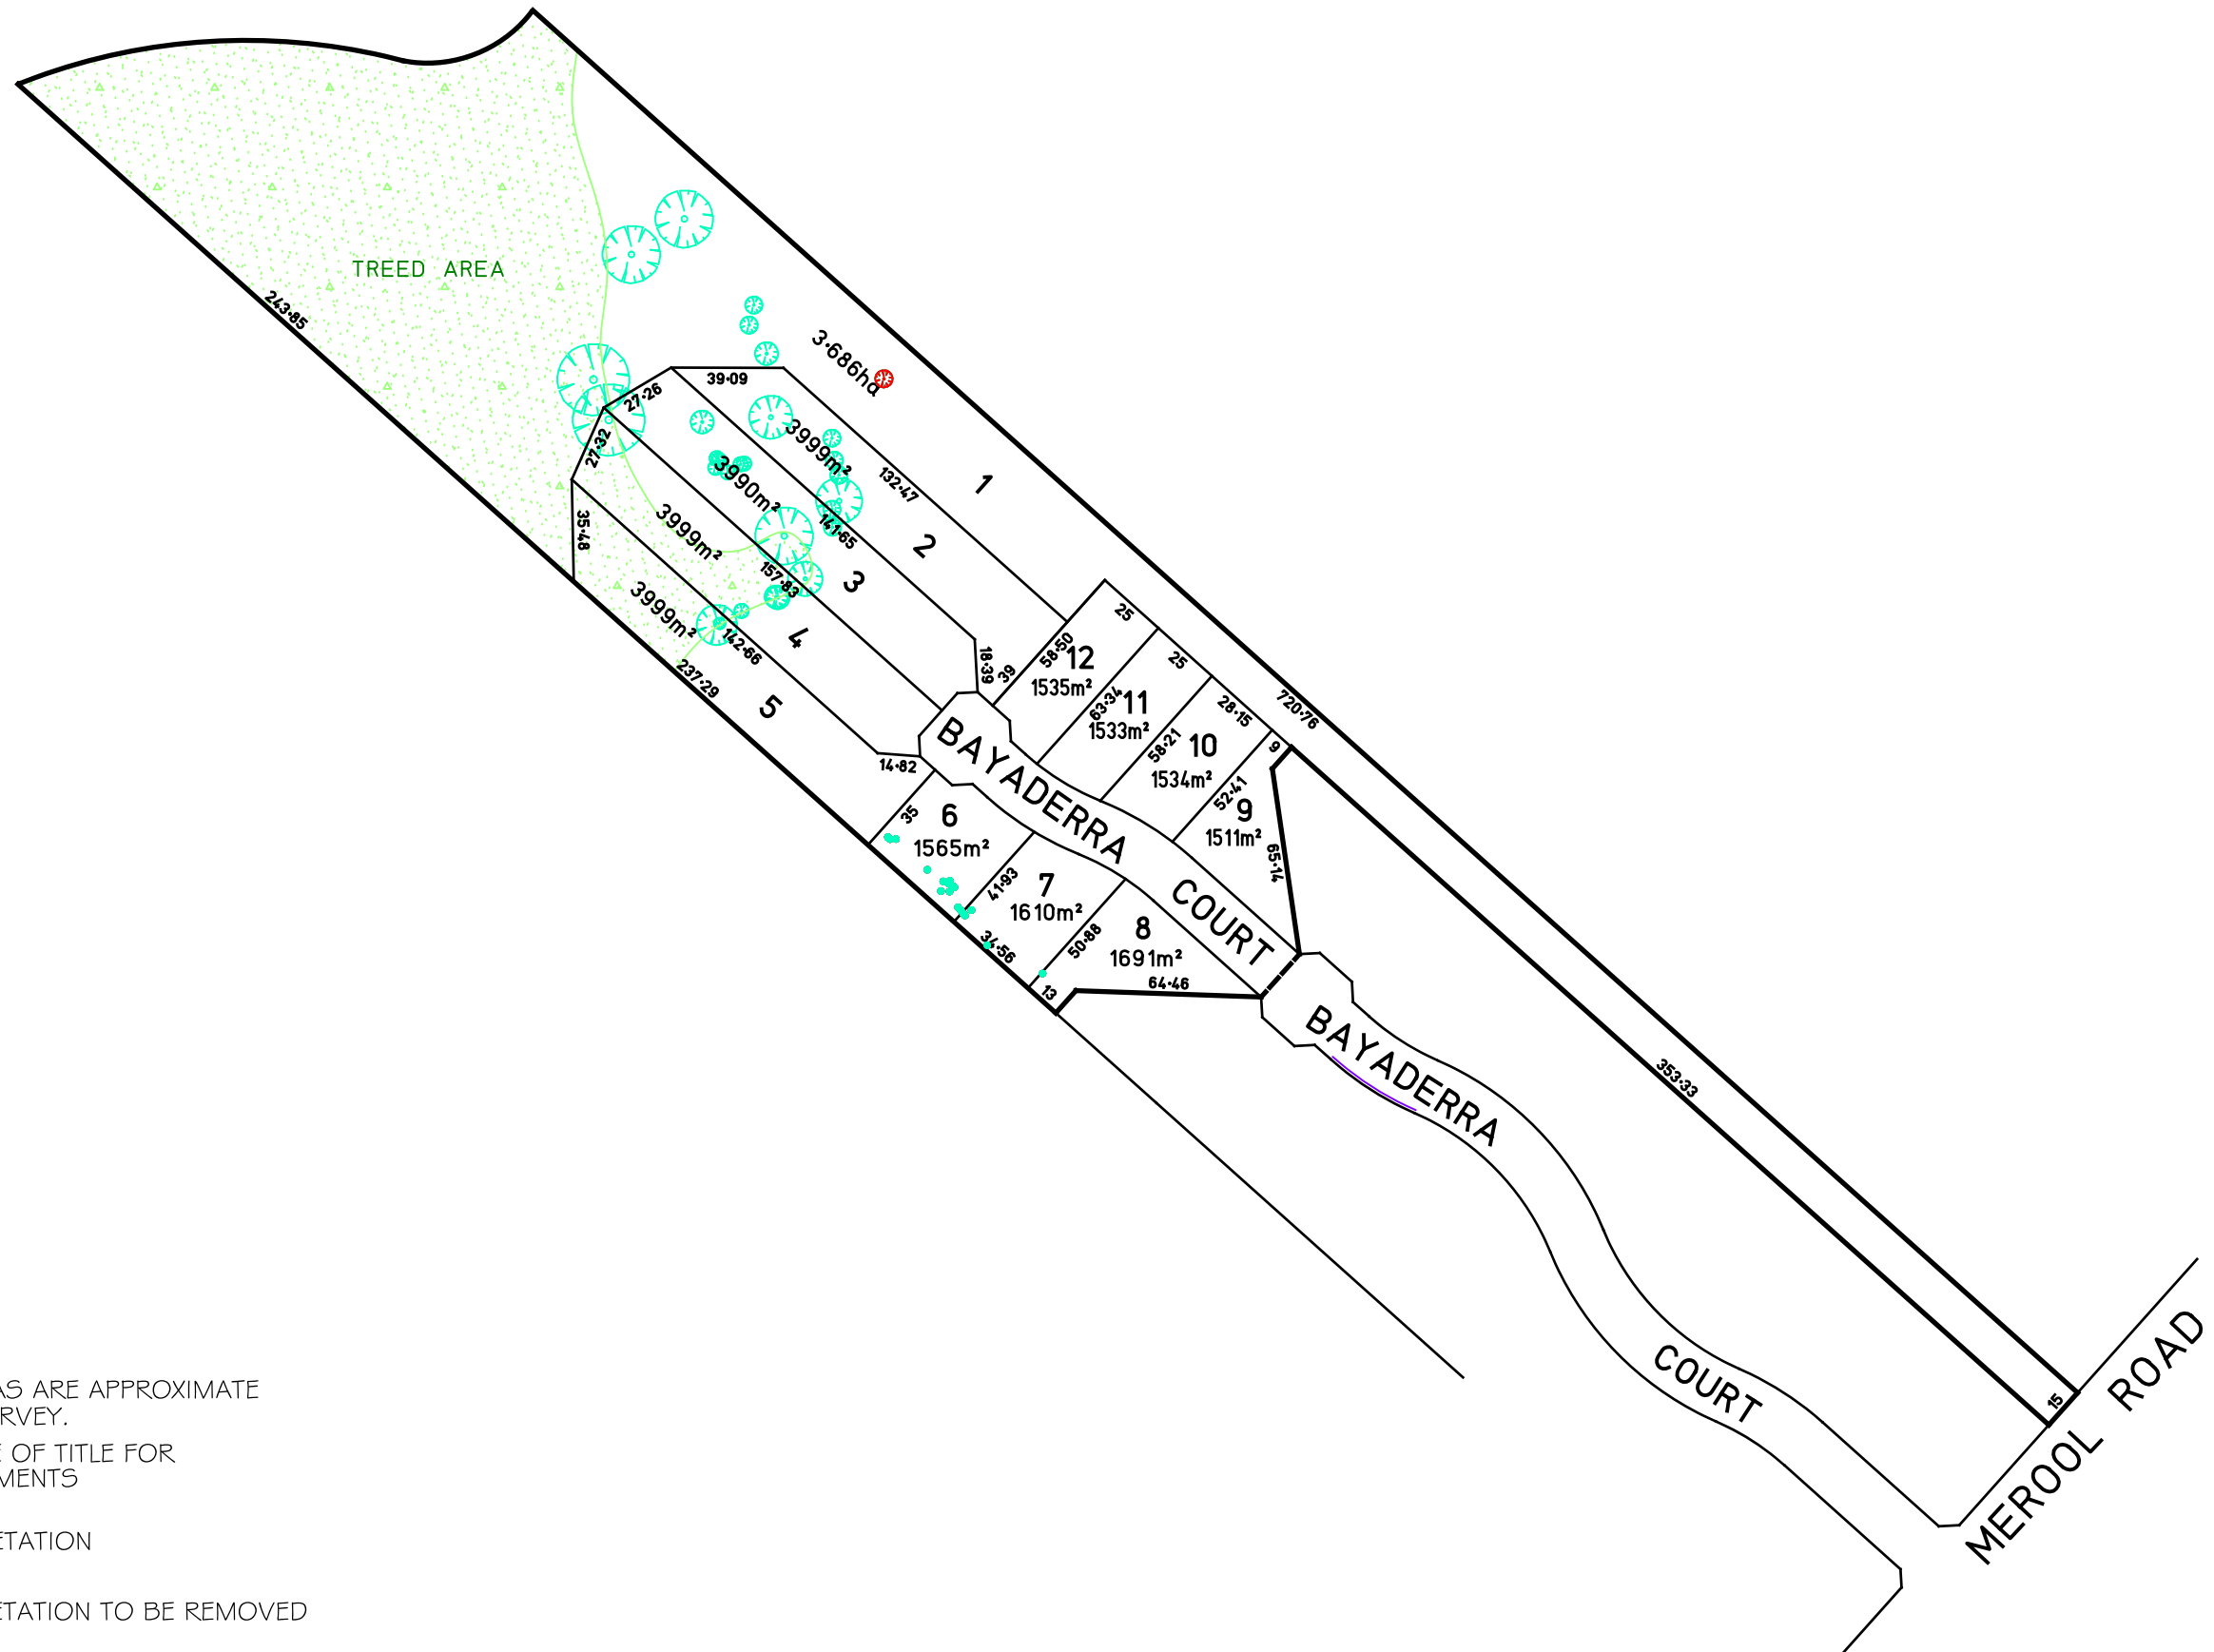 TREED AREA
243·85
3·686ha
39·09
27·26
27·32
3999m²
3990m²
132·47
1
35·48
3999m²
141·65
2
157·83
3
3999m²
142·66
4
237·29
5
18·39
39
58·50
25
12
1535m²
25
63·34
11
1533m²
28·15
720·76
58·21
10
1534m²
9
52·41
9
1511m²
65·14
14·82
BAYADERRA
COURT
35
6
1565m²
41·93
7
1610m²
34·56
50·88
8
1691m²
64·46
13
BAYADERRA
COURT
353·33
15
MEROOL ROAD
AS ARE APPROXIMATE
RVEY.
E OF TITLE FOR
MENTS
ETATION
ETATION TO BE REMOVED